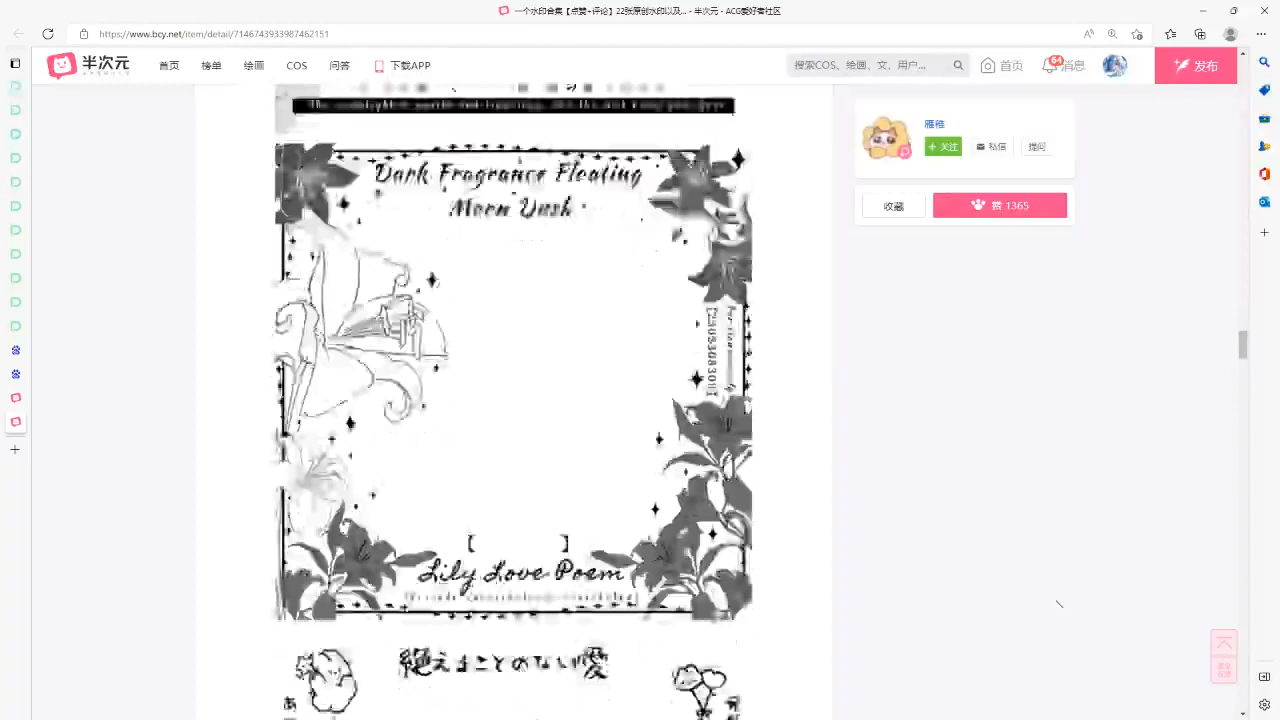 一个水印合集【点赞+评论】22张原创水印以及... - 半次元 - ACG爱好者社区
https://www.bcy.net/item/detail/7146743933987462151
半次元
首页
榜单
绘画
COS
问答
下载APP
搜索COS、绘画、文、用户...
首页
64
消息
发布
雁稚
+ 关注
私信
提问
收藏
赞 1365
Dark Fragrance Floating
Moon
【2305308301】
【 】
Lily Love Poem
絶えまことのない愛
あ